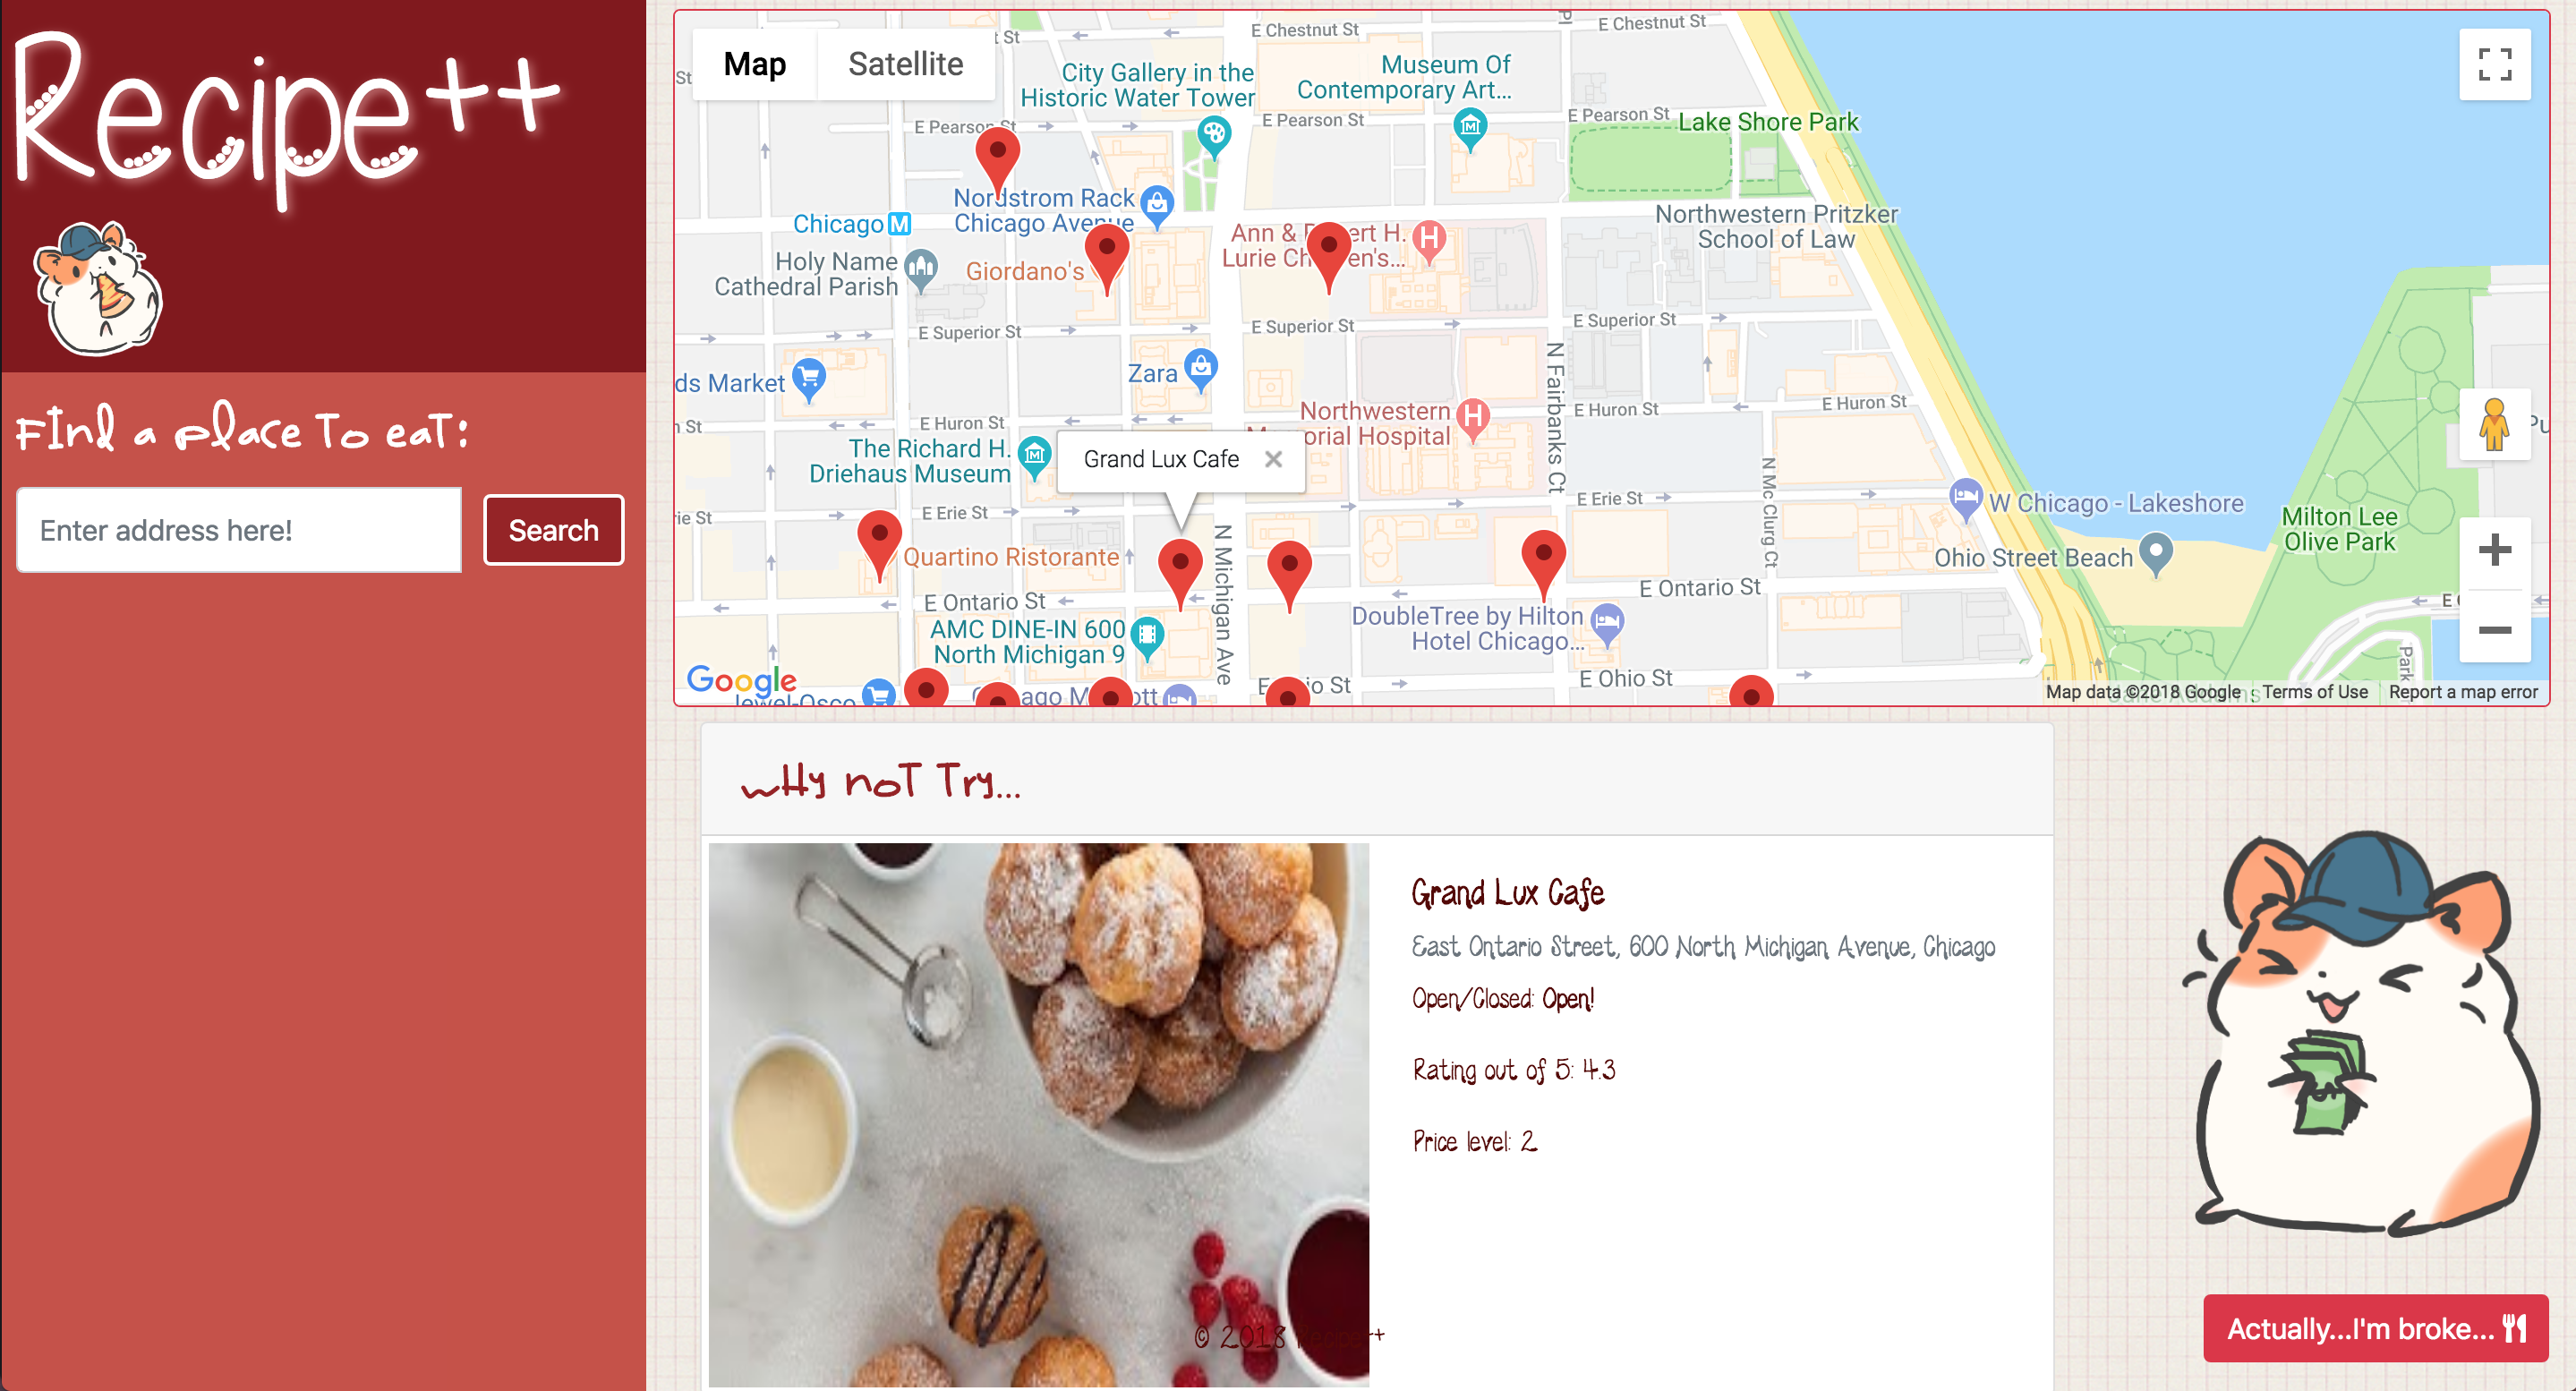 Recipe++
Find a place to eat:
Enter address here!
Search
Map
Satellite
E Chestnut St
E Chestnut St
St
City Gallery in the
Historic Water Tower
Museum Of
Contemporary Art...
E Pearson St
E Pearson St
E Pearson St
Lake Shore Park
Nordstrom Rack
Chicago Avenue
Chicago
M
Holy Name
Cathedral Parish
Giordano's
Ann &
Lurie
H.
Northwestern Pritzker
School of Law
E Superior St
E Superior St
E Superior St
ds Market
Zara
N Fairbanks Ct
E Huron St
E Huron St
E Huron St
Northwestern
Hospital
The Richard H.
Driehaus Museum
Grand Lux Cafe
E Erie St
E Erie St
N Mc Clurg Ct
W Chicago - Lakeshore
Milton Lee
Olive Park
Ohio Street Beach
Quartino Ristorante
N Michigan Ave
E Ontario St
E Ontario St
AMC DINE-IN 600
North Michigan 9
DoubleTree by Hilton
Hotel Chicago...
E Ohio St
Park
Google
Jewel-Osco
Map data ©2018 Google
Terms of Use
Report a map error
Why not try...
Grand Lux Cafe
East Ontario Street, 600 North Michigan Avenue, Chicago
Open/Closed: Open!
Rating out of 5: 4.3
Price level: 2
© 2018 Recipe++
Actually...I'm broke...